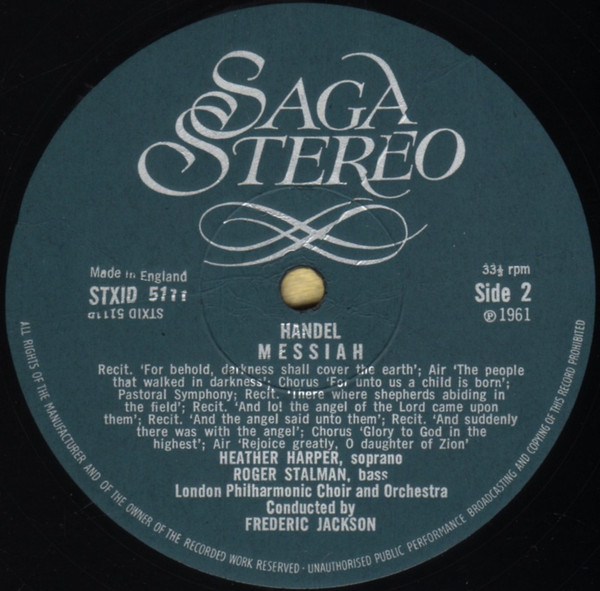 SAGA
STEREO
Made in England
33⅓ rpm
STXID
Side 2
℗ 1961
HANDEL
MESSIAH
Recit. ‘For behold, darkness shall cover the earth’; Air ‘The people
that walked in darkness’; Chorus ‘For unto us a child is born’;
Pastoral Symphony; Recit. ‘There where shepherds abiding in
the field’; Recit. ‘And lo! the angel of the Lord came upon
them’; Recit. ‘And the angel said unto them’; Recit. ‘And suddenly
there was with the angel’; Chorus ‘Glory to God in the
highest’; Air ‘Rejoice greatly, O daughter of Zion’
HEATHER HARPER, soprano
ROGER STALMAN, bass
London Philharmonic Choir and Orchestra
Conducted by
FREDERIC JACKSON
ALL RIGHTS OF THE MANUFACTURER AND OF THE OWNER OF THE RECORDED WORK RESERVED · UNAUTHORISED PUBLIC PERFORMANCE BROADCASTING AND COPYING OF THIS RECORD PROHIBITED